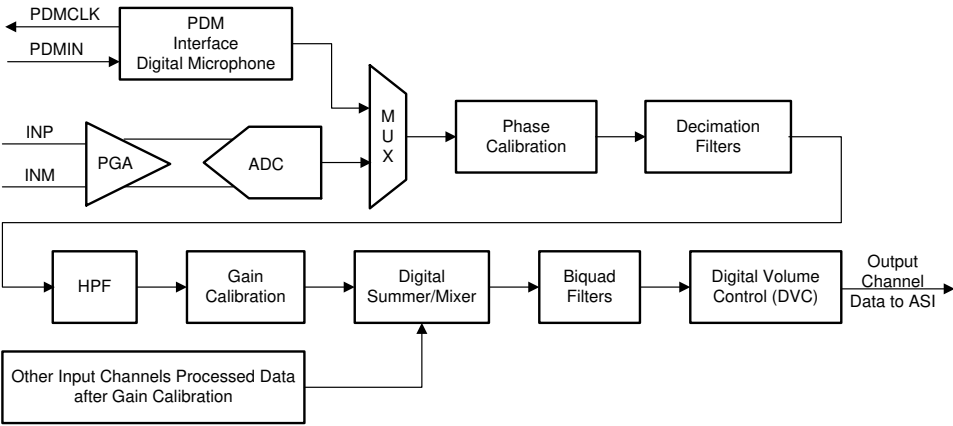 PDMCLK
PDMIN
PDM
Interface
Digital Microphone
INP
INM
PGA
ADC
M
U
X
Phase
Calibration
Decimation
Filters
HPF
Gain
Calibration
Digital
Summer/Mixer
Biquad
Filters
Digital Volume
Control (DVC)
Output
Channel
Data to ASI
Other Input Channels Processed Data
after Gain Calibration